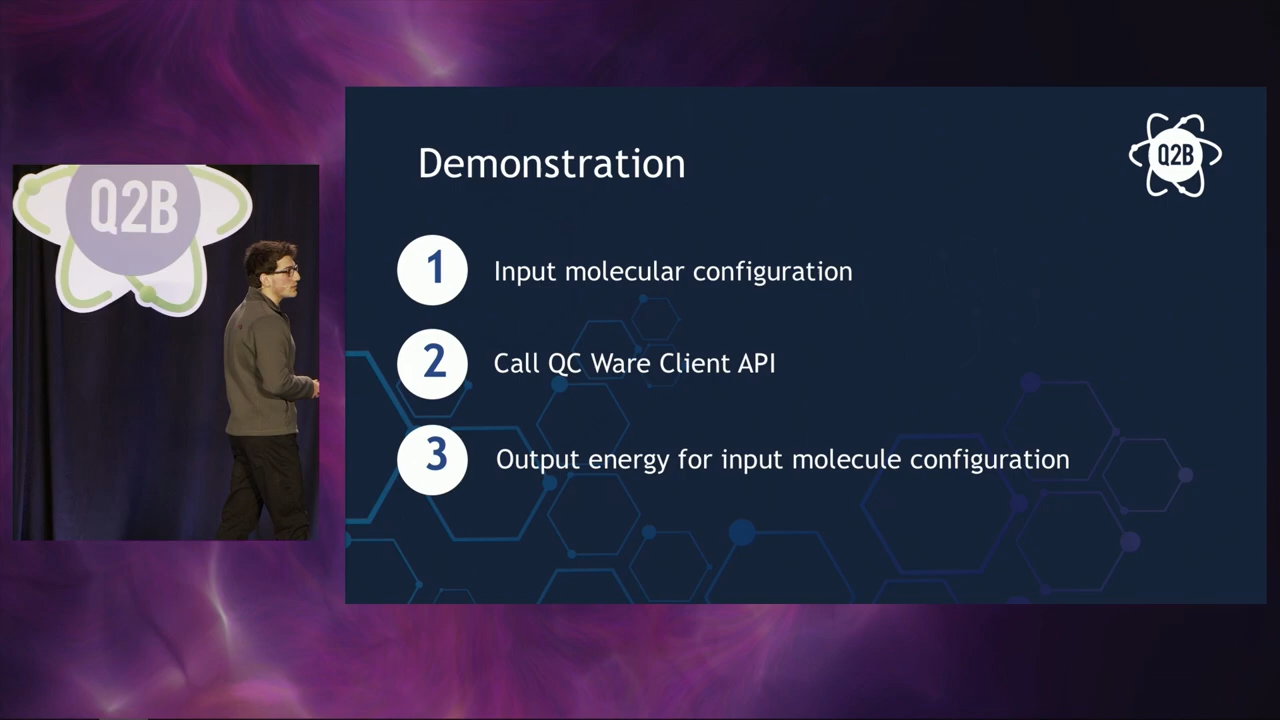 Q2B
Demonstration
Q2B
1 Input molecular configuration
2 Call QC Ware Client API
3 Output energy for input molecule configuration